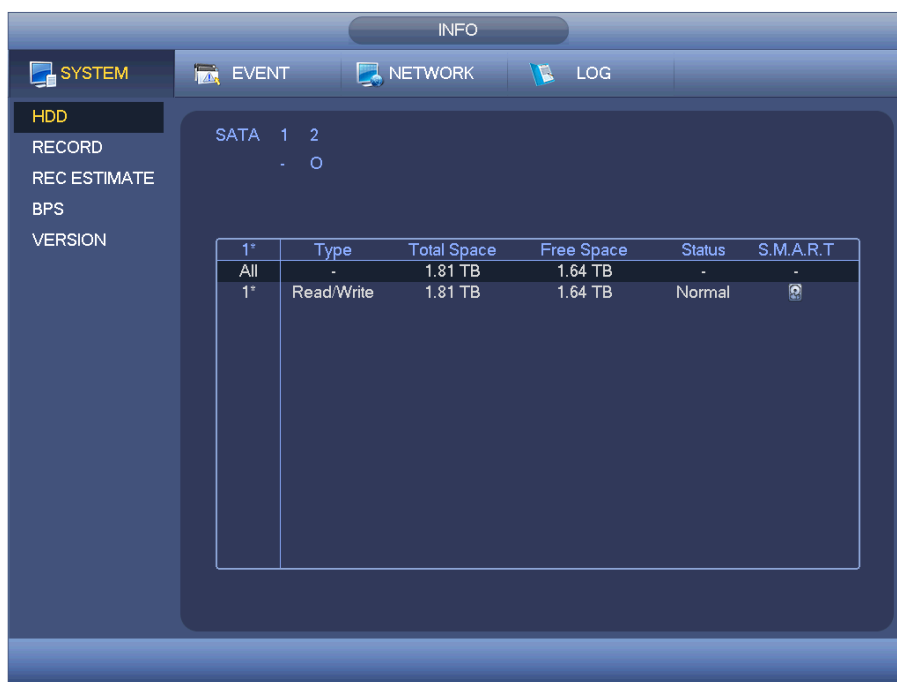 INFO
SYSTEM EVENT NETWORK LOG
HDD
RECORD
REC ESTIMATE
BPS
VERSION
SATA 1 2
- O
1* Type Total Space Free Space Status S.M.A.R.T
All - 1.81 TB 1.64 TB - -
1* Read/Write 1.81 TB 1.64 TB Normal